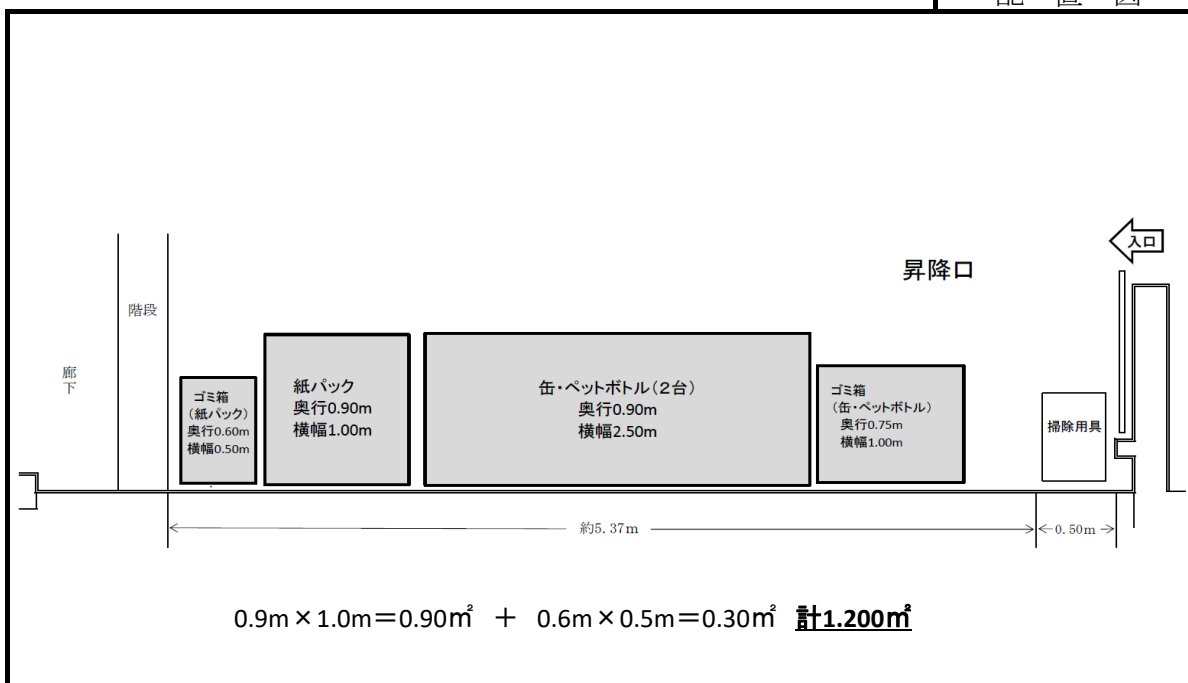 配 置 図
入口
昇降口
階段
廊下
ゴミ箱
（紙パック）
奥行0.60m
横幅0.50m
紙パック
奥行0.90m
横幅1.00m
缶・ペットボトル（２台）
奥行0.90m
横幅2.50m
ゴミ箱
（缶・ペットボトル）
奥行0.75m
横幅1.00m
掃除用具
約5.37m
0.50m
0.9m×1.0m＝0.90㎡ ＋ 0.6m×0.5m＝0.30㎡ 計1.200㎡